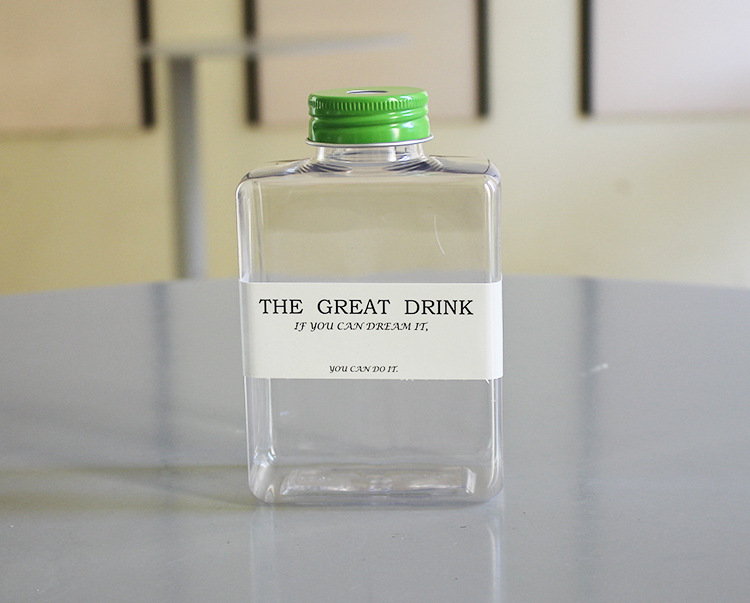 THE GREAT DRINK
IF YOU CAN DREAM IT,
YOU CAN DO IT.